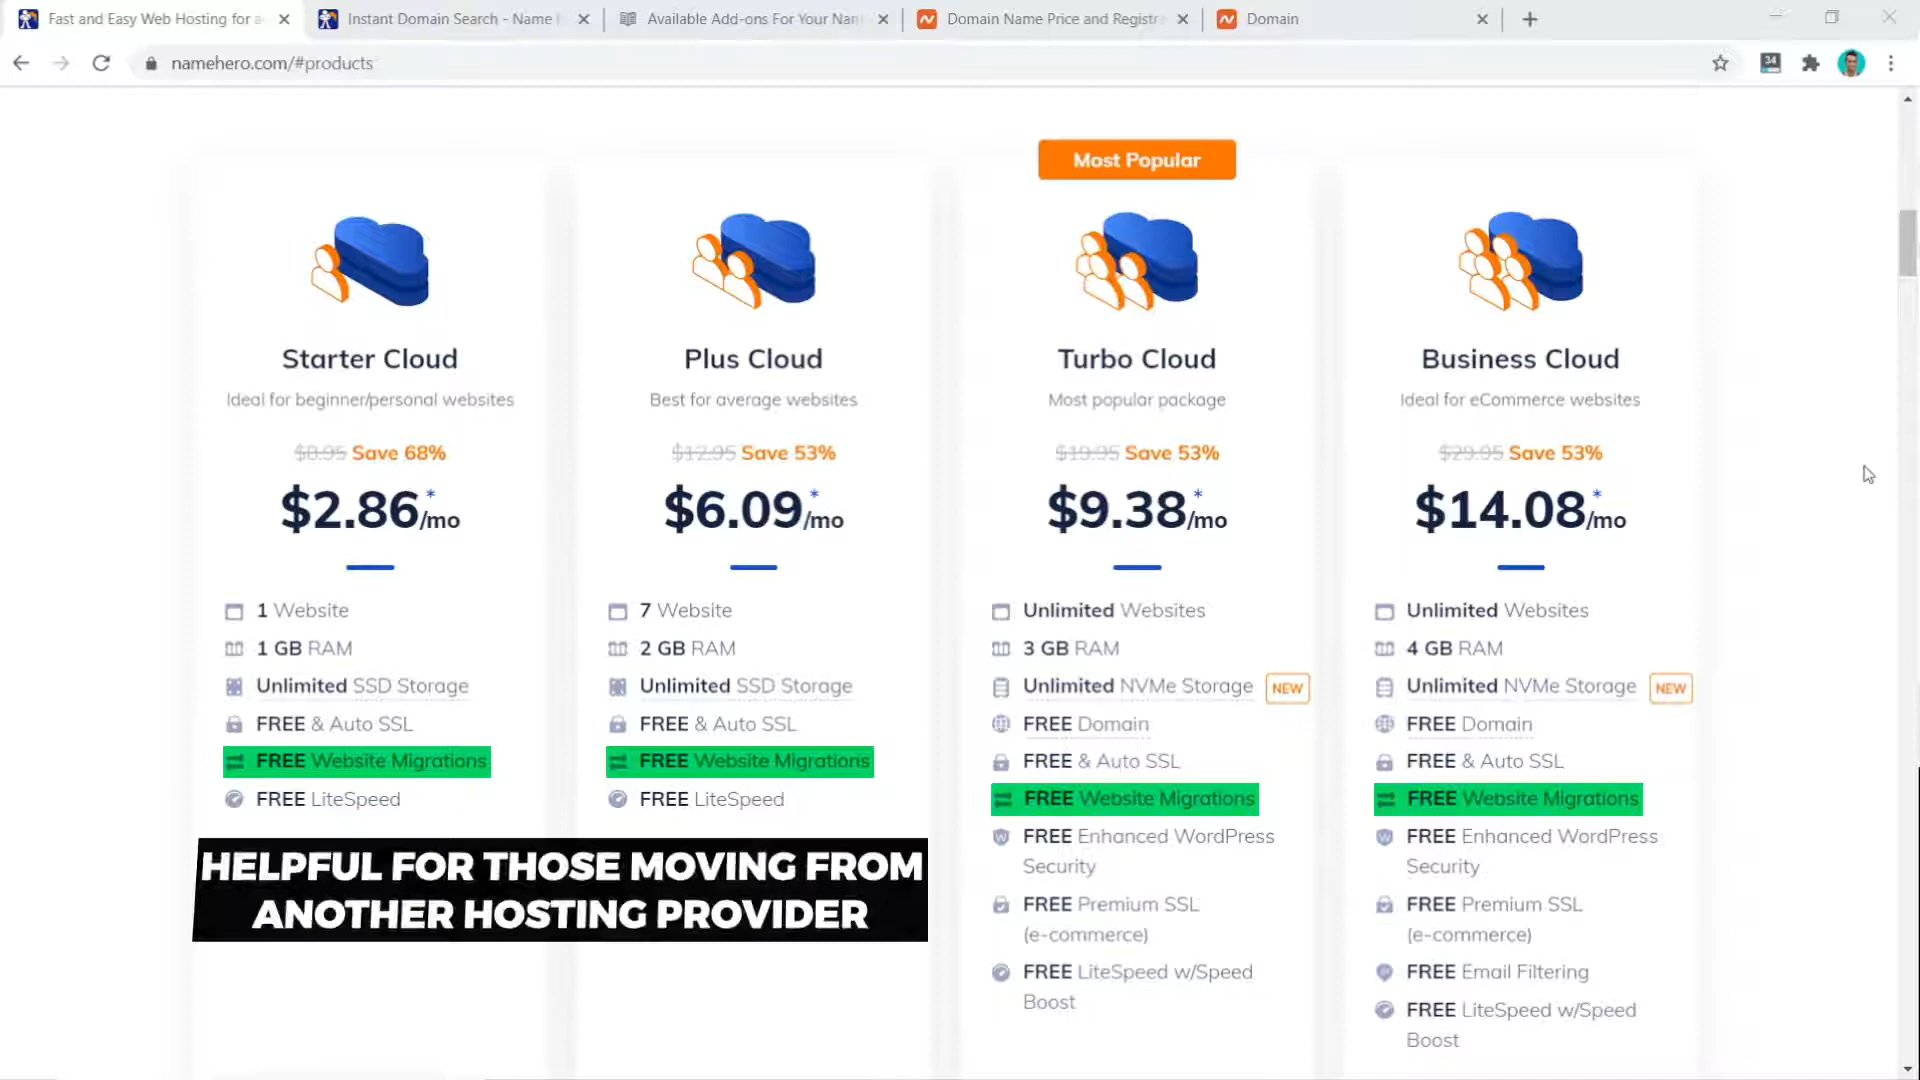 Fast and Easy Web Hosting for a
Instant Domain Search - Name
Available Add-ons For Your Nam
Domain Name Price and Registr
Domain
namehero.com/#products
34
Most Popular
Starter Cloud
Ideal for beginner/personal websites
$8.95 Save 68%
$2.86*/mo
1 Website
1 GB RAM
Unlimited SSD Storage
FREE & Auto SSL
FREE Website Migrations
FREE LiteSpeed
Plus Cloud
Best for average websites
$12.95 Save 53%
$6.09*/mo
7 Website
2 GB RAM
Unlimited SSD Storage
FREE & Auto SSL
FREE Website Migrations
FREE LiteSpeed
Turbo Cloud
Most popular package
$19.95 Save 53%
$9.38*/mo
Unlimited Websites
3 GB RAM
Unlimited NVMe Storage NEW
FREE Domain
FREE & Auto SSL
FREE Website Migrations
FREE Enhanced WordPress
Security
FREE Premium SSL
(e-commerce)
FREE LiteSpeed w/Speed
Boost
Business Cloud
Ideal for eCommerce websites
$29.95 Save 53%
$14.08*/mo
Unlimited Websites
4 GB RAM
Unlimited NVMe Storage NEW
FREE Domain
FREE & Auto SSL
FREE Website Migrations
FREE Enhanced WordPress
Security
FREE Premium SSL
(e-commerce)
FREE Email Filtering
FREE LiteSpeed w/Speed
Boost
HELPFUL FOR THOSE MOVING FROM
ANOTHER HOSTING PROVIDER